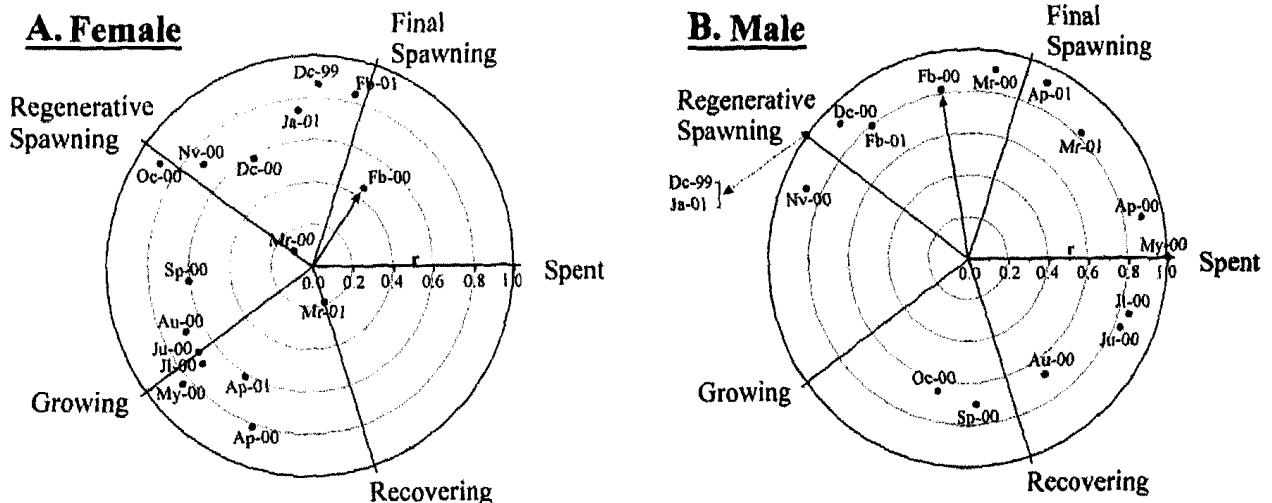 A. Female
Final
Spawning
Dc-99
Fb-01
Ja-01
Regenerative
Spawning
Nv-00
Oc-00
Dc-00
Fb-00
Mr-00
Sp-00
r
0.0 0.2 0.4 0.6 0.8 1.0
Spent
Mr-01
Au-00
Ju-00
Jl-00
My-00
Ap-01
Growing
Ap-00
Recovering
B. Male
Final
Spawning
Fb-00
Mr-00
Ap-01
Regenerative
Spawning
Dc-00
Fb-01
Mr-01
Dc-99
Ja-01
Nv-00
Ap-00
My-00
r
0.0 0.2 0.4 0.6 0.8 1.0
Spent
Jl-00
Ju-00
Au-00
Oc-00
Sp-00
Growing
Recovering